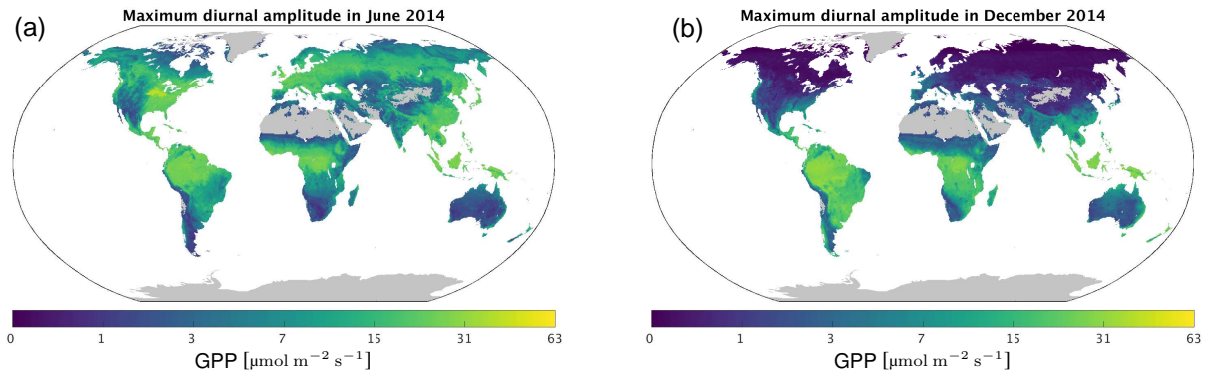 (a)
Maximum diurnal amplitude in June 2014
0 1 3 7 15 31 63
GPP [µmol m⁻² s⁻¹]
(b)
Maximum diurnal amplitude in December 2014
0 1 3 7 15 31 63
GPP [µmol m⁻² s⁻¹]